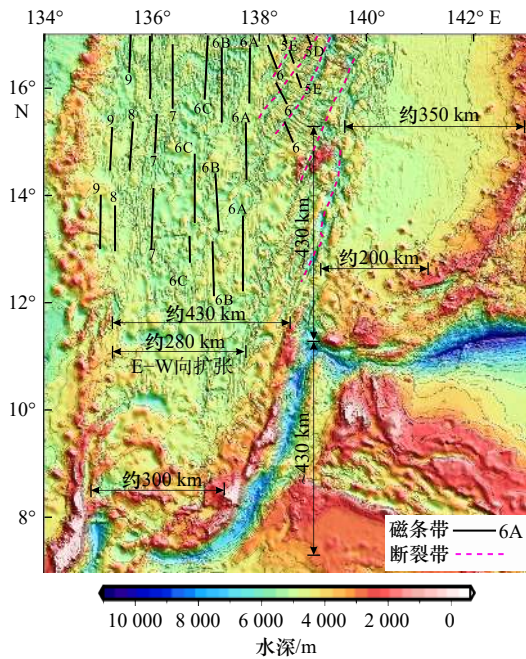 134° 136° 138° 140° 142° E
16°
N
14°
12°
10°
8°
6B 6A 5E 5D
9 6 5E
6C 6
9 8 7 6A
6C 6
7 6B
9 8 6A
7
6C
6B
约350 km
430 km
约200 km
约430 km
约280 km
E-W向扩张
430 km
约300 km
磁条带 6A
断裂带
10 000 8 000 6 000 4 000 2 000 0
水深/m